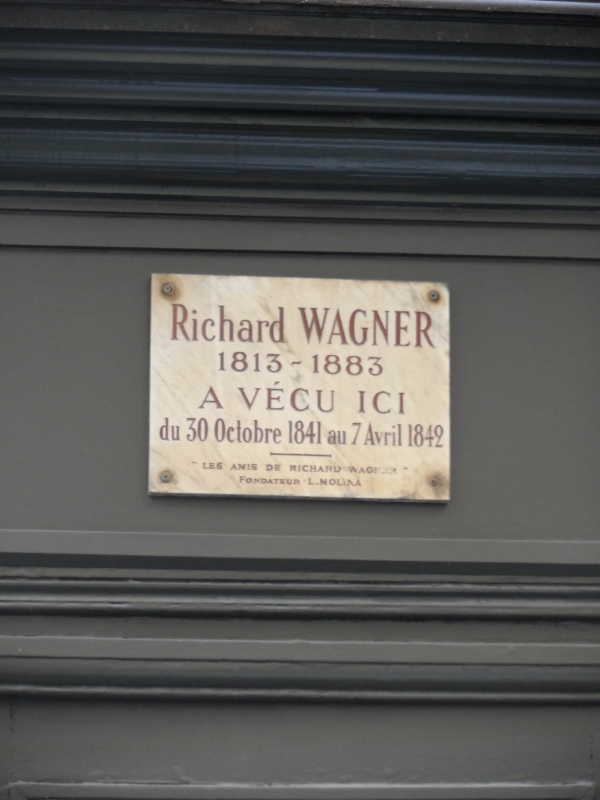 Richard WAGNER
1813 - 1883
A VÉCU ICI
du 30 Octobre 1841 au 7 Avril 1842
" LES AMIS DE RICHARD WAGNER "
FONDATEUR L. MOLINA